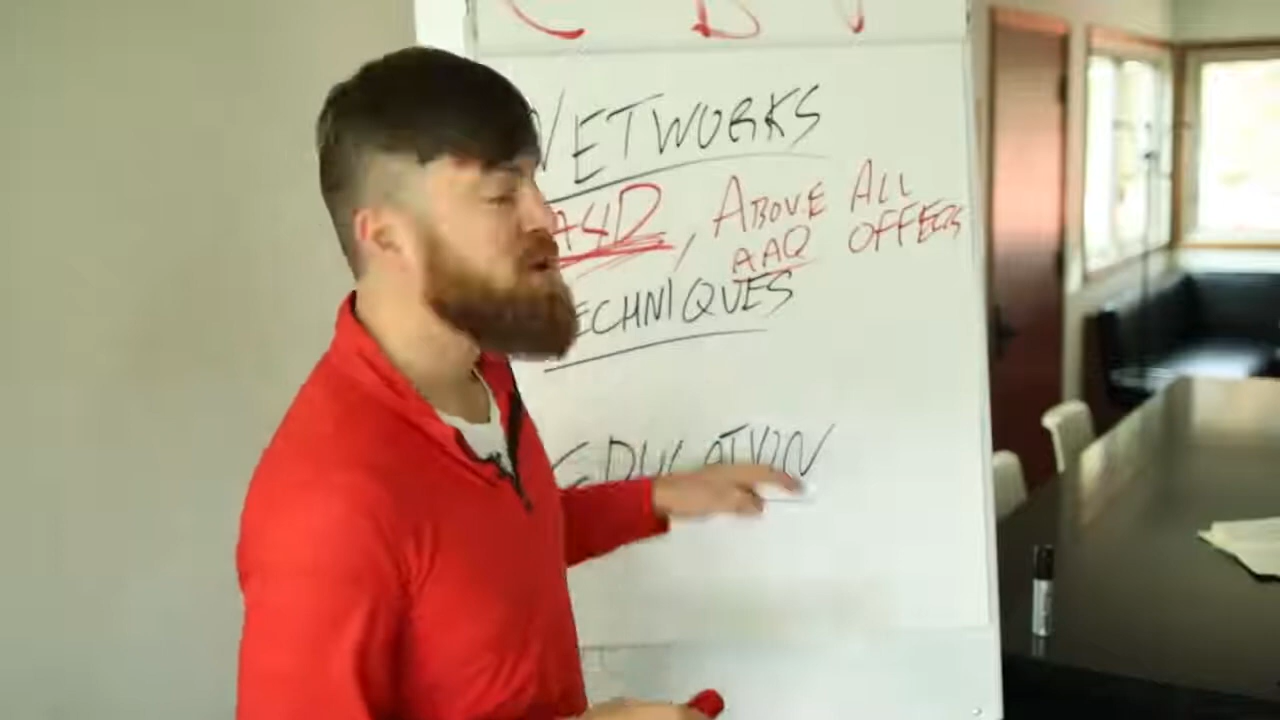 C B V
NETWORKS
A4D, ABOVE ALL
AAO OFFERS
TECHNIQUES
EDUCATION